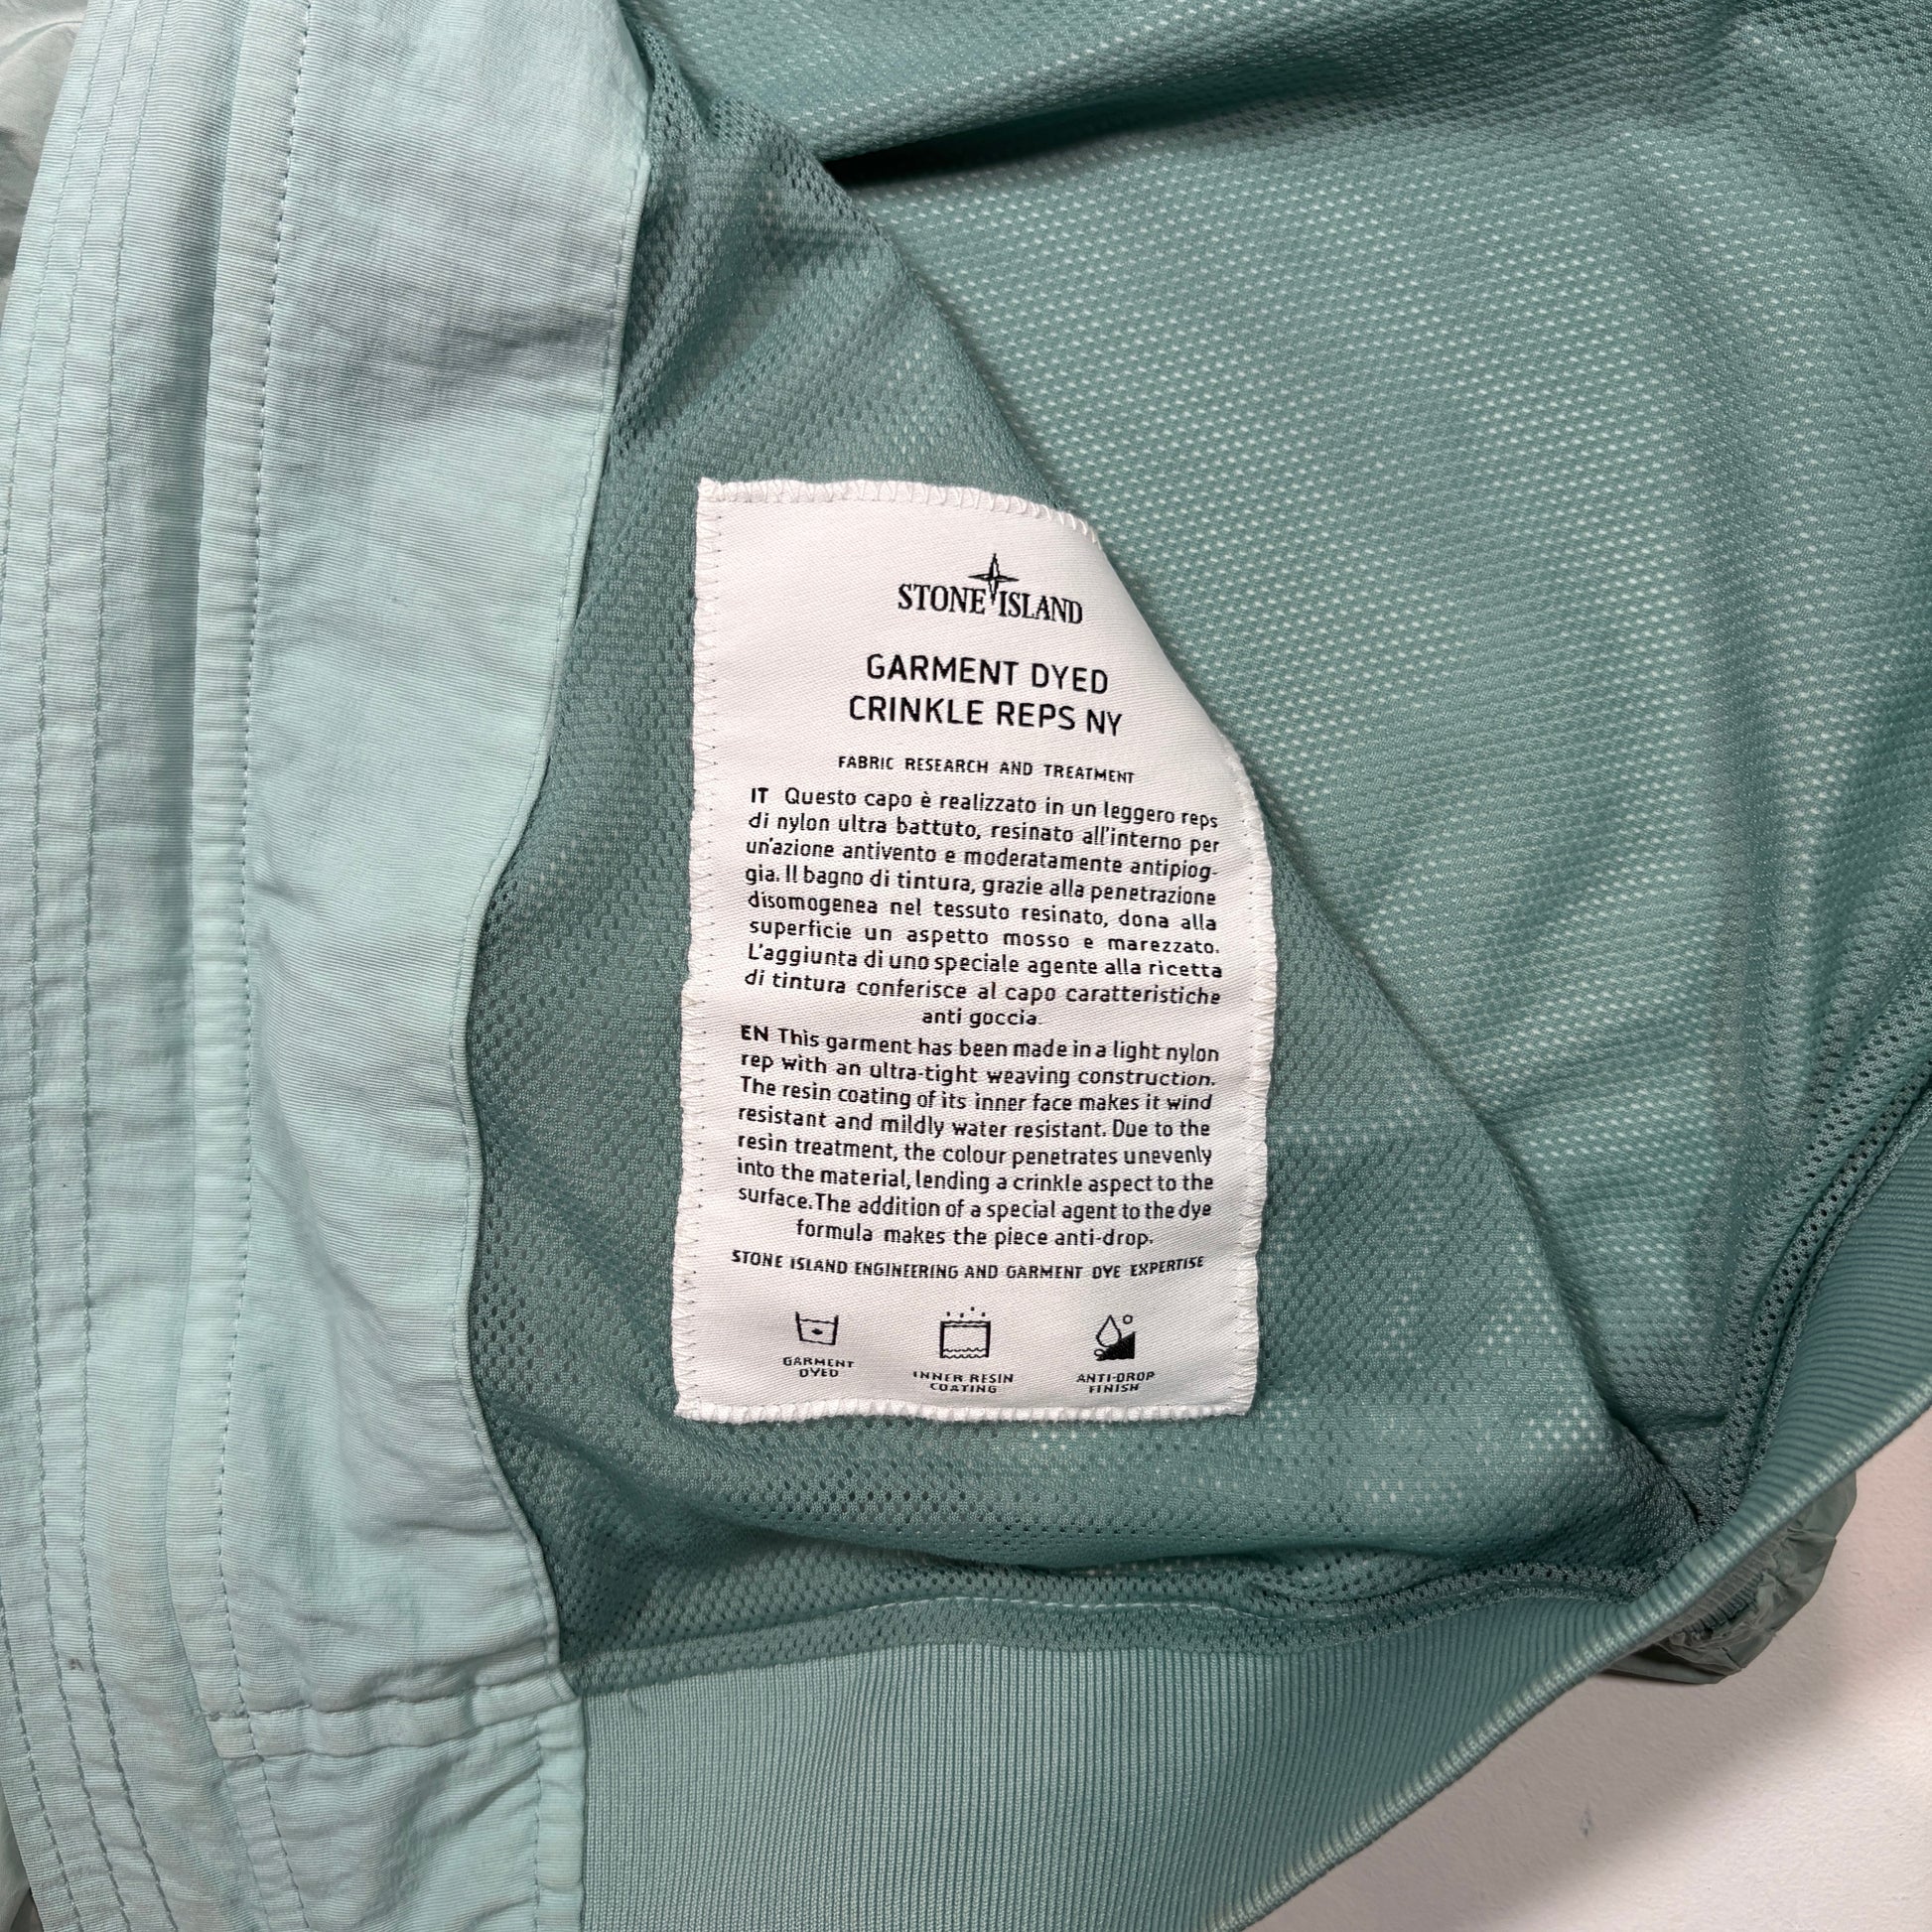 STONE ISLAND
GARMENT DYED
CRINKLE REPS NY
FABRIC RESEARCH AND TREATMENT
IT Questo capo è realizzato in un leggero reps
di nylon ultra battuto, resinato all'interno per
un'azione antivento e moderatamente antipiog-
gia. Il bagno di tintura, grazie alla penetrazione
disomogenea nel tessuto resinato, dona alla
superficie un aspetto mosso e marezzato.
L'aggiunta di uno speciale agente alla ricetta
di tintura conferisce al capo caratteristiche
anti goccia.
EN This garment has been made in a light nylon
rep with an ultra-tight weaving construction.
The resin coating of its inner face makes it wind
resistant and mildly water resistant. Due to the
resin treatment, the colour penetrates unevenly
into the material, lending a crinkle aspect to the
surface.The addition of a special agent to the dye
formula makes the piece anti-drop.
STONE ISLAND ENGINEERING AND GARMENT DYE EXPERTISE
GARMENT
DYED
INNER RESIN
COATING
ANTI-DROP
FINISH